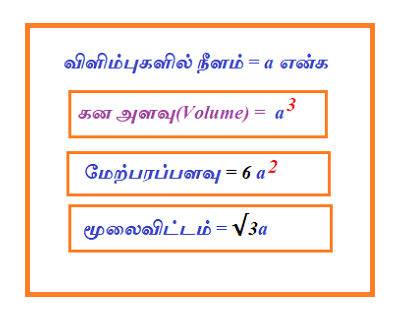 விளிம்புகளில் நீளம் = a என்க
கன அளவு(Volume) = a³
மேற்பரப்பளவு = 6 a²
மூலைவிட்டம் = √3a